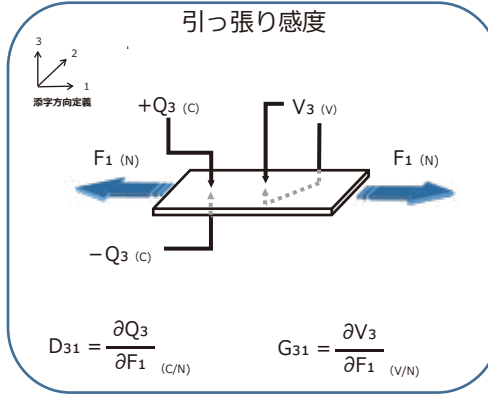 引っ張り感度
3
2
1
添字方向定義
+Q3 (C)
V3 (V)
F1 (N)
F1 (N)
−Q3 (C)
D31 = ∂Q3 / ∂F1 (C/N)
G31 = ∂V3 / ∂F1 (V/N)